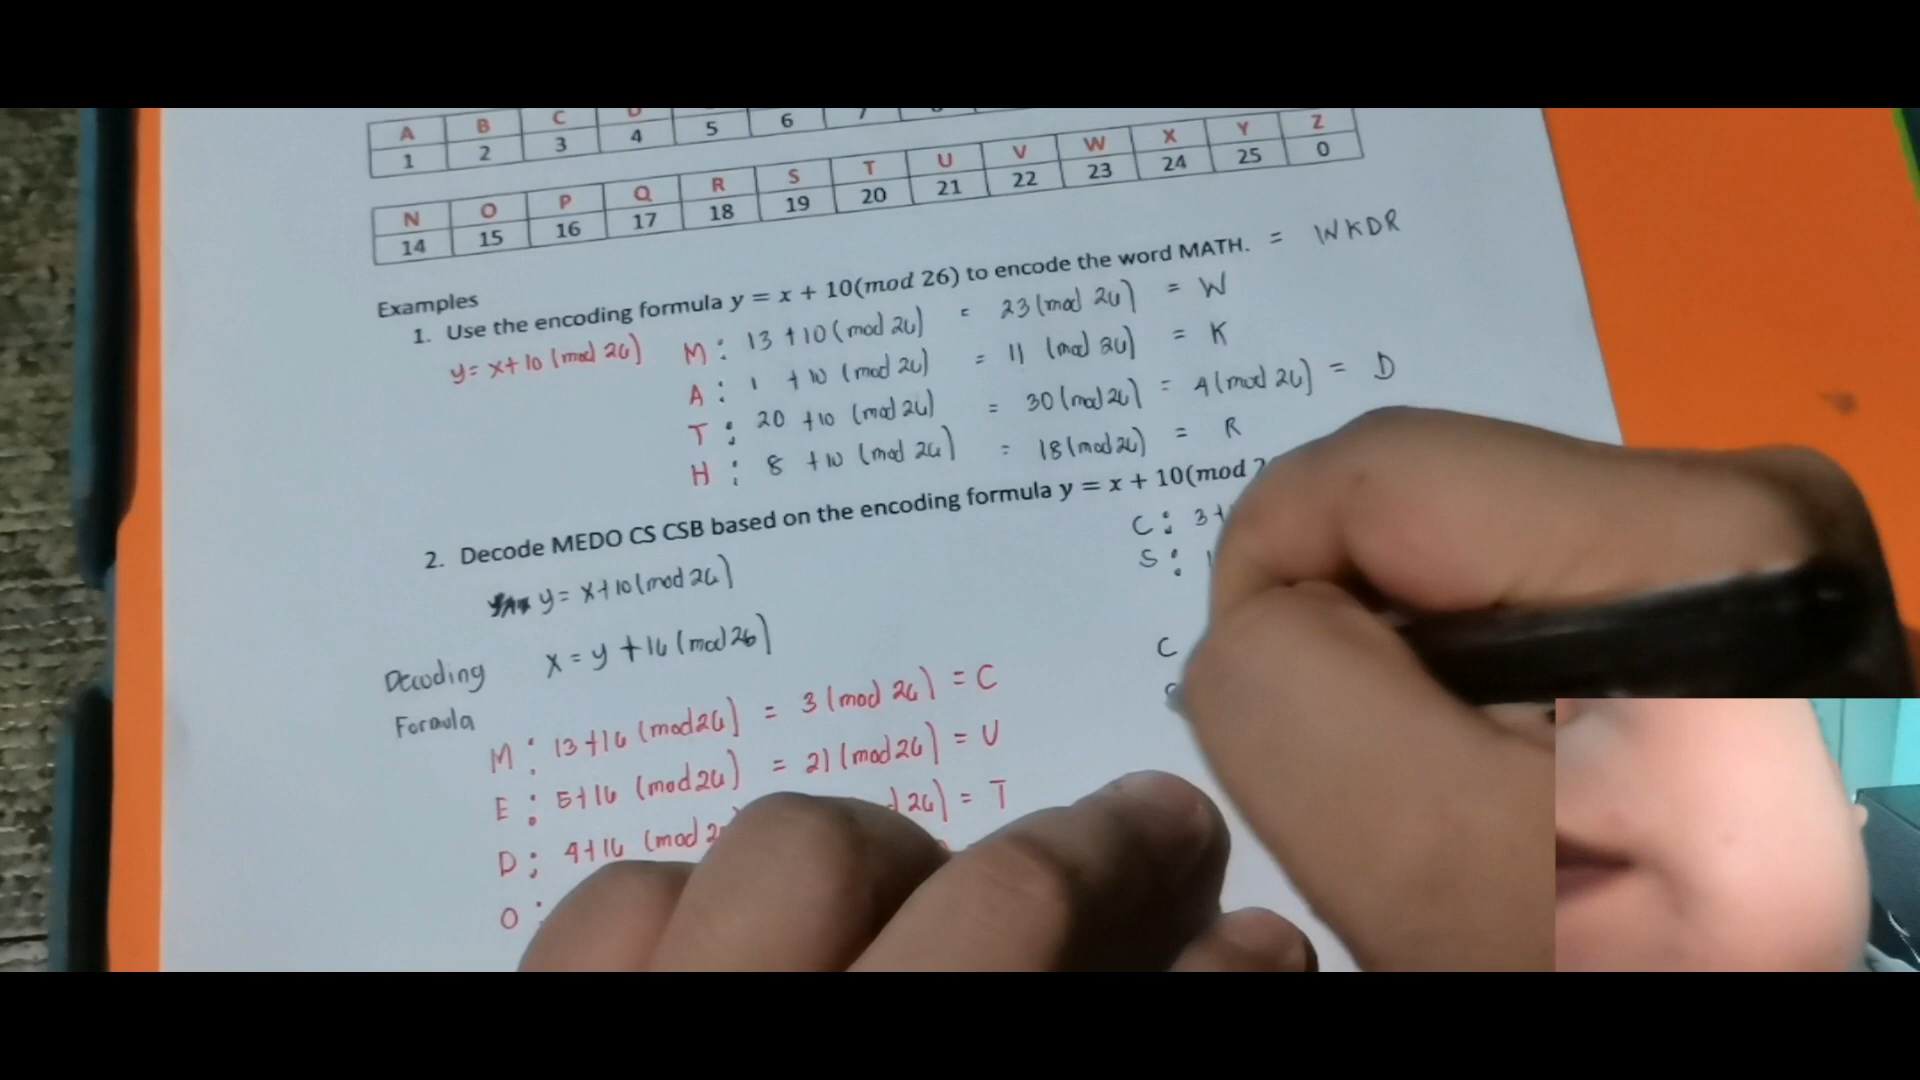 A B C D
1 2 3 4 5 6 7
N O P Q R S T U V W X Y Z
14 15 16 17 18 19 20 21 22 23 24 25 0
Examples
1. Use the encoding formula y = x + 10(mod 26) to encode the word MATH. = WKDR
y = x + 10 (mod 26)
M : 13 + 10 (mod 26) = 23 (mod 26) = W
A : 1 + 10 (mod 26) = 11 (mod 26) = K
T : 20 + 10 (mod 26) = 30 (mod 26) = 4 (mod 26) = D
H : 8 + 10 (mod 26) = 18 (mod 26) = R
2. Decode MEDO CS CSB based on the encoding formula y = x + 10(mod
y = x + 10 (mod 26)
Decoding x = y + 16 (mod 26)
Formula
M : 13 + 16 (mod 26) = 3 (mod 26) = C
E : 5 + 16 (mod 26) = 21 (mod 26) = U
D : 4 + 16 (mod 26) = T
O :
C : 3 +
S :
C